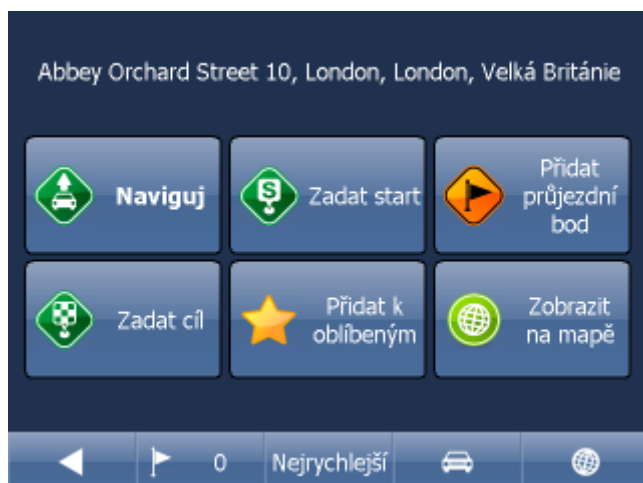 Abbey Orchard Street 10, London, London, Velká Británie
Naviguj
Zadat start
Přidat
průjezdní
bod
Zadat cíl
Přidat k
oblíbeným
Zobrazit
na mapě
0
Nejrychlejší